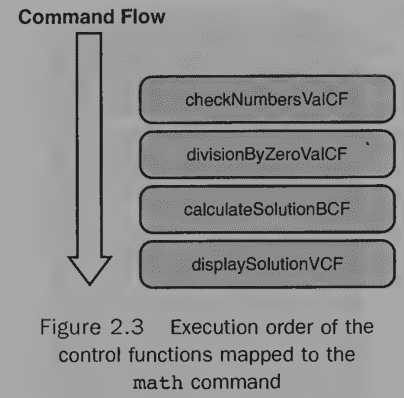 Command Flow
checkNumbersValCF
divisionByZeroValCF
calculateSolutionBCF
displaySolutionVCF
Figure 2.3 Execution order of the
control functions mapped to the
math command